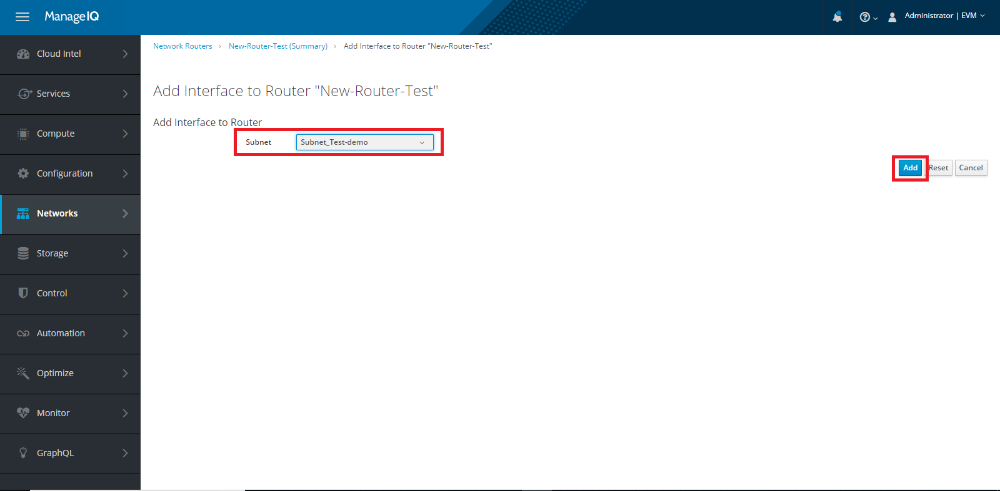 ManageIQ
Administrator | EVM
Cloud Intel
Services
Compute
Configuration
Networks
Storage
Control
Automation
Optimize
Monitor
GraphQL
Network Routers > New-Router-Test (Summary) > Add Interface to Router "New-Router-Test"
Add Interface to Router "New-Router-Test"
Add Interface to Router
Subnet Subnet_Test-demo
Add Reset Cancel